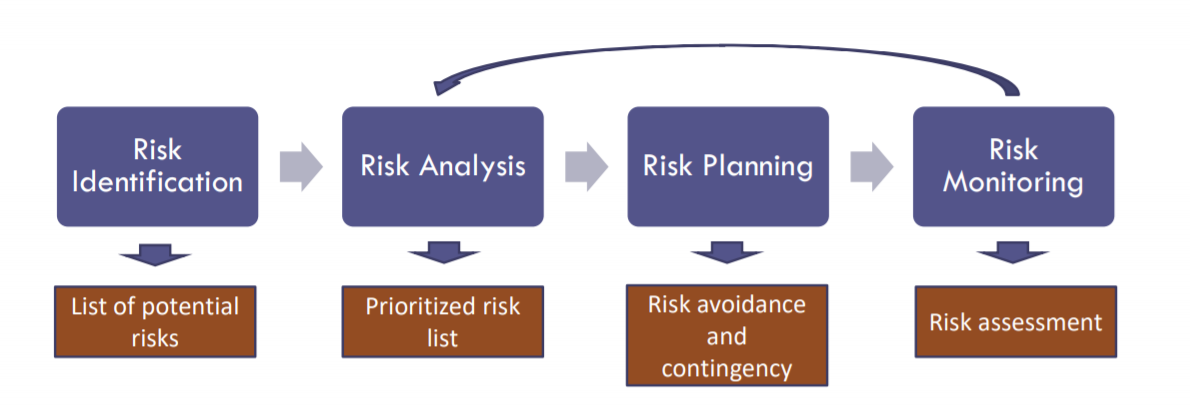 Risk
Identification
Risk Analysis
Risk Planning
Risk
Monitoring
List of potential
risks
Prioritized risk
list
Risk avoidance
and
contingency
Risk assessment